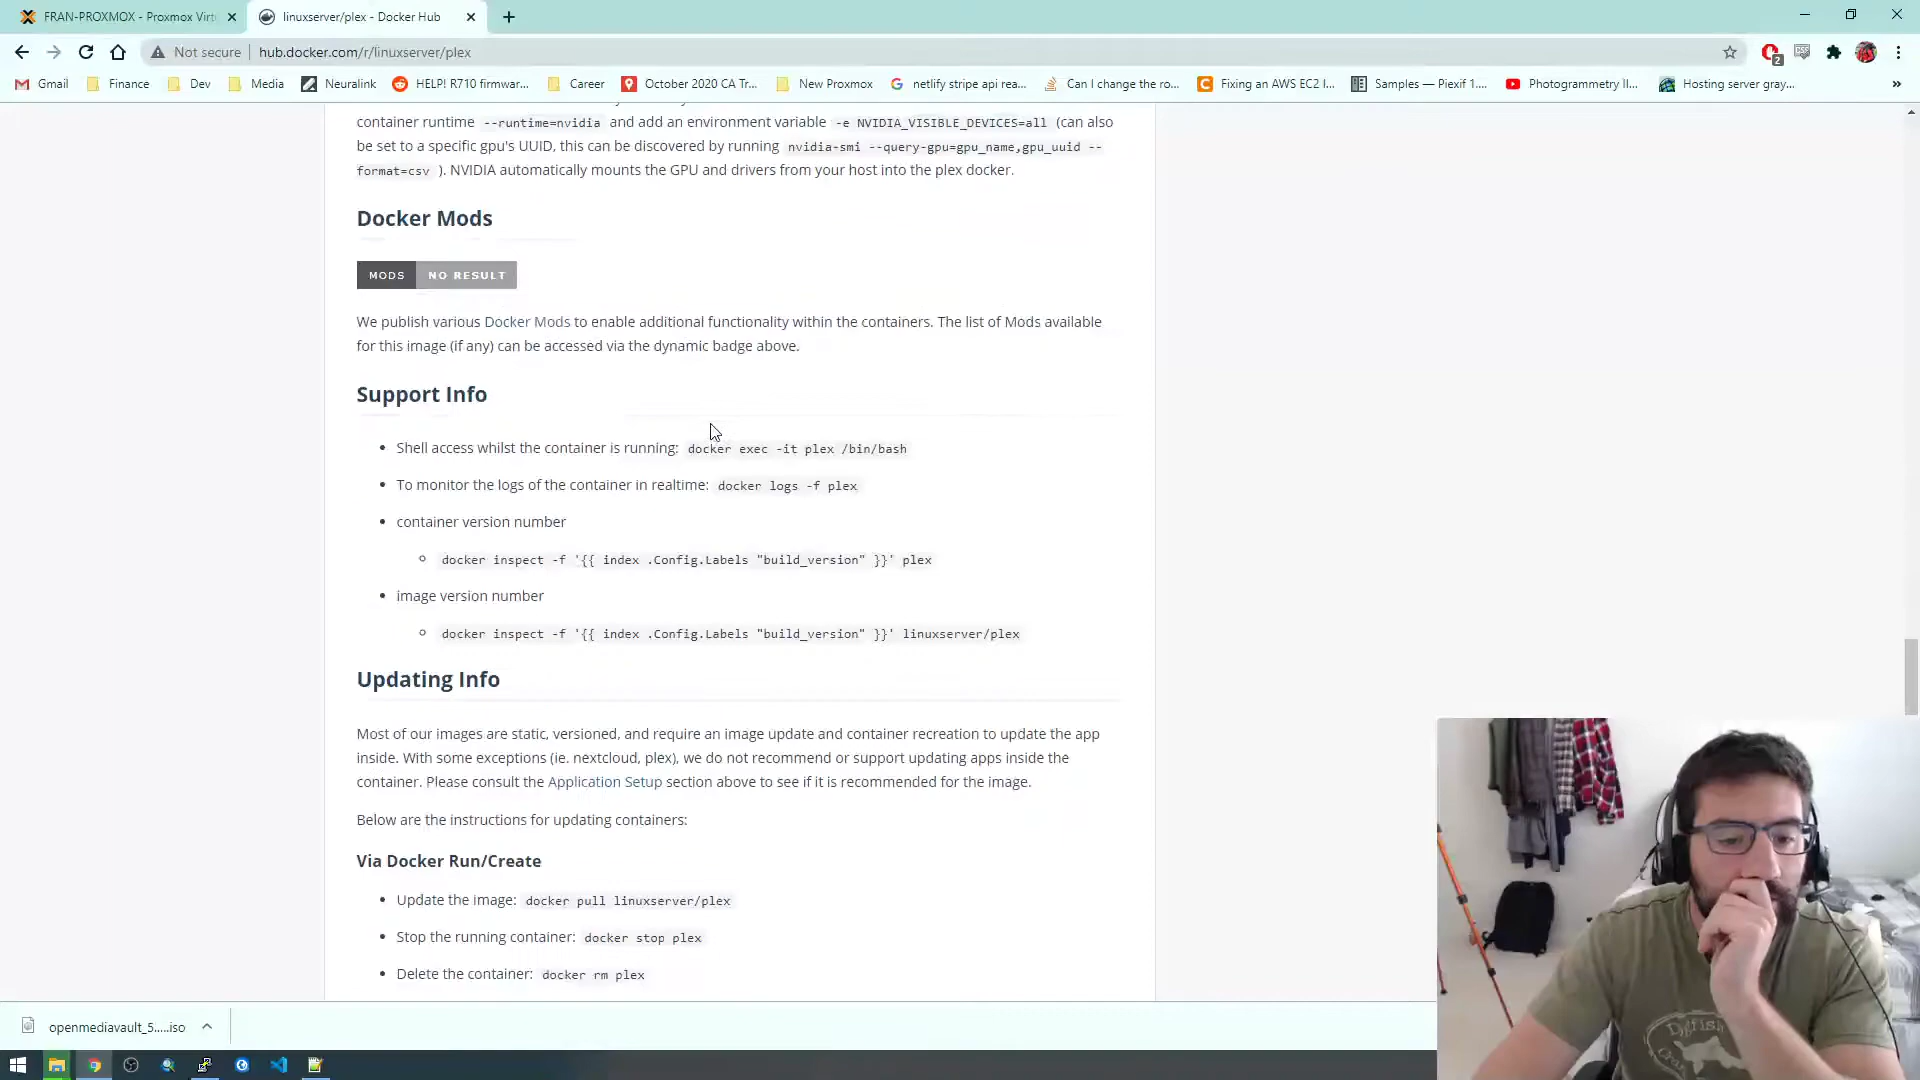 FRAN-PROXMOX - Proxmox Virt
linuxserver/plex - Docker Hub
Not secure
hub.docker.com/r/linuxserver/plex
Gmail
Finance
Dev
Media
Neuralink
HELP! R710 firmwar...
Career
October 2020 CA Tr...
New Proxmox
netlify stripe api rea...
Can I change the ro...
Fixing an AWS EC2 I...
Samples — Piexif 1....
Photogrammetry II...
Hosting server gray...
»
container runtime --runtime=nvidia and add an environment variable -e NVIDIA_VISIBLE_DEVICES=all (can also
be set to a specific gpu's UUID, this can be discovered by running nvidia-smi --query-gpu=gpu_name,gpu_uuid --
format=csv ). NVIDIA automatically mounts the GPU and drivers from your host into the plex docker.
Docker Mods
MODS NO RESULT
We publish various Docker Mods to enable additional functionality within the containers. The list of Mods available
for this image (if any) can be accessed via the dynamic badge above.
Support Info
• Shell access whilst the container is running: docker exec -it plex /bin/bash
• To monitor the logs of the container in realtime: docker logs -f plex
• container version number
◦ docker inspect -f '{{ index .Config.Labels "build_version" }}' plex
• image version number
◦ docker inspect -f '{{ index .Config.Labels "build_version" }}' linuxserver/plex
Updating Info
Most of our images are static, versioned, and require an image update and container recreation to update the app
inside. With some exceptions (ie. nextcloud, plex), we do not recommend or support updating apps inside the
container. Please consult the Application Setup section above to see if it is recommended for the image.
Below are the instructions for updating containers:
Via Docker Run/Create
• Update the image: docker pull linuxserver/plex
• Stop the running container: docker stop plex
• Delete the container: docker rm plex
openmediavault_5.....iso